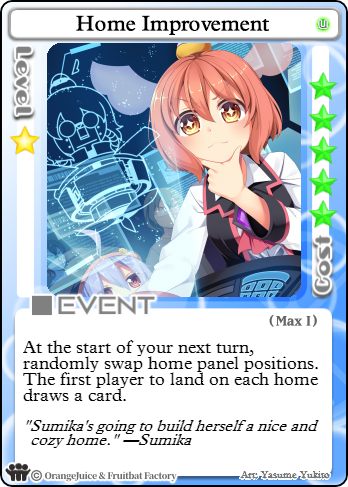 Home Improvement
U
Level
Cost
EVENT
(Max 1)
At the start of your next turn,
randomly swap home panel positions.
The first player to land on each home
draws a card.
"Sumika's going to build herself a nice and
cozy home." —Sumika
© OrangeJuice & Fruitbat Factory
Art: Yasume Yukito